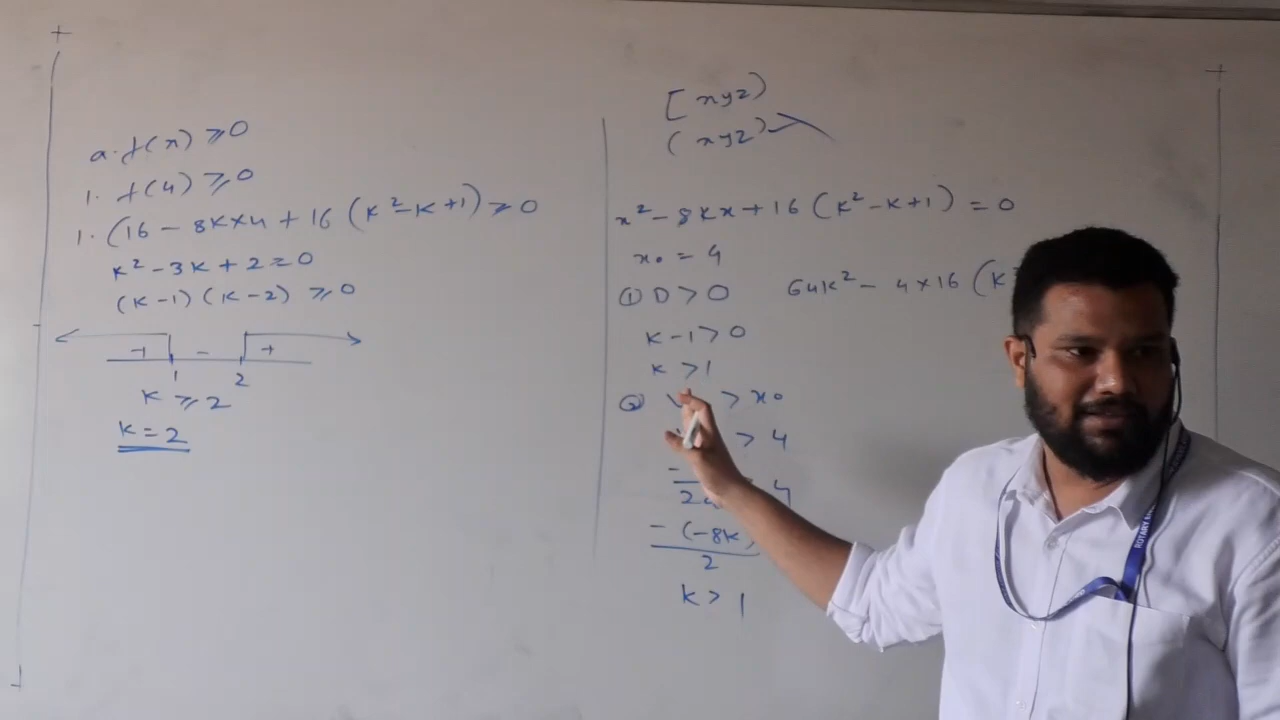 a.f(x) ≥ 0
1. f(4) ≥ 0
1. (16 - 8k×4 + 16 (k² - k + 1) ≥ 0
k² - 3k + 2 = 0
(k - 1) (k - 2) ≥ 0
+ - +
1 2
k ≥ 2
k = 2
[xyz)
(xyz)
x² - 8kx + 16 (k² - k + 1) = 0
x₀ = 4
① D > 0
64k² - 4×16 (k
k - 1 > 0
k > 1
② > x₀
> 4
-
2a 4
- (-8k)
2
k > 1
ROTARY